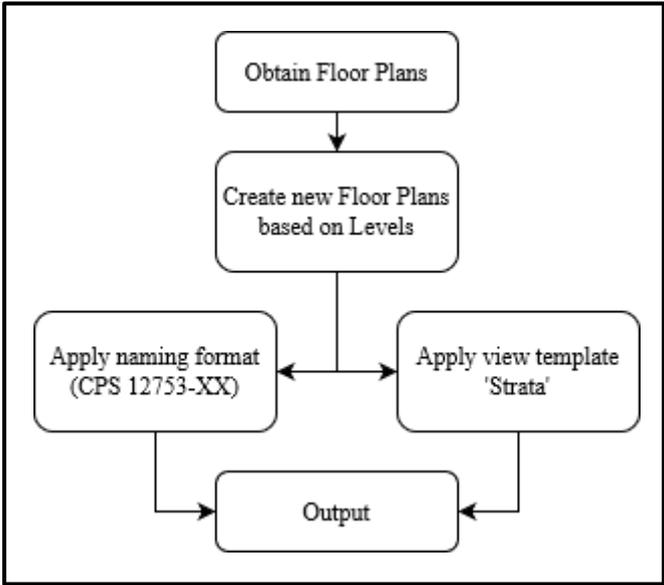 Obtain Floor Plans
Create new Floor Plans
based on Levels
Apply naming format
(CPS 12753-XX)
Apply view template
'Strata'
Output